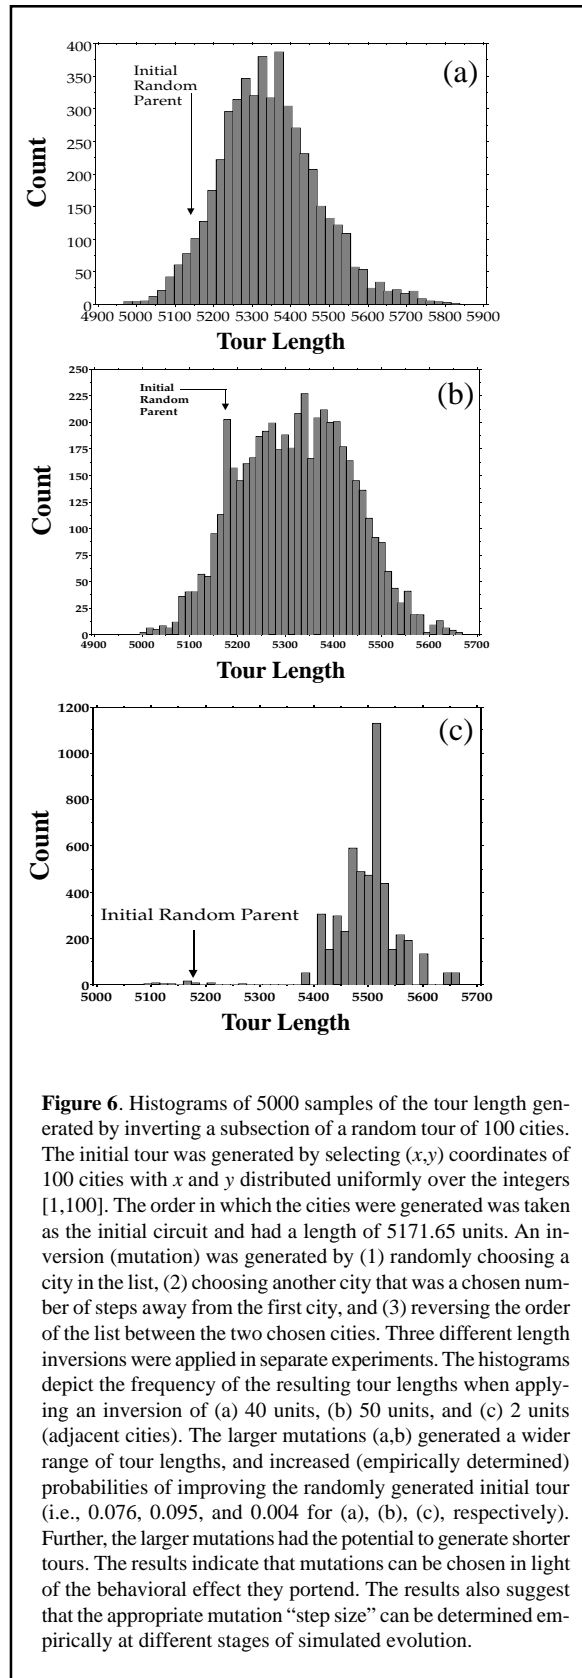 400
350
300
250
200
150
100
50
0
Count
Initial
Random
Parent
(a)
4900 5000 5100 5200 5300 5400 5500 5600 5700 5800 5900
Tour Length
250
225
200
175
150
125
100
75
50
25
0
Count
Initial
Random
Parent
(b)
4900 5000 5100 5200 5300 5400 5500 5600 5700
Tour Length
1200
1000
800
600
400
200
0
Count
(c)
Initial Random Parent
5000 5100 5200 5300 5400 5500 5600 5700
Tour Length
Figure 6. Histograms of 5000 samples of the tour length gen-
erated by inverting a subsection of a random tour of 100 cities.
The initial tour was generated by selecting (x,y) coordinates of
100 cities with x and y distributed uniformly over the integers
[1,100]. The order in which the cities were generated was taken
as the initial circuit and had a length of 5171.65 units. An in-
version (mutation) was generated by (1) randomly choosing a
city in the list, (2) choosing another city that was a chosen num-
ber of steps away from the first city, and (3) reversing the order
of the list between the two chosen cities. Three different length
inversions were applied in separate experiments. The histograms
depict the frequency of the resulting tour lengths when apply-
ing an inversion of (a) 40 units, (b) 50 units, and (c) 2 units
(adjacent cities). The larger mutations (a,b) generated a wider
range of tour lengths, and increased (empirically determined)
probabilities of improving the randomly generated initial tour
(i.e., 0.076, 0.095, and 0.004 for (a), (b), (c), respectively).
Further, the larger mutations had the potential to generate shorter
tours. The results indicate that mutations can be chosen in light
of the behavioral effect they portend. The results also suggest
that the appropriate mutation “step size” can be determined em-
pirically at different stages of simulated evolution.